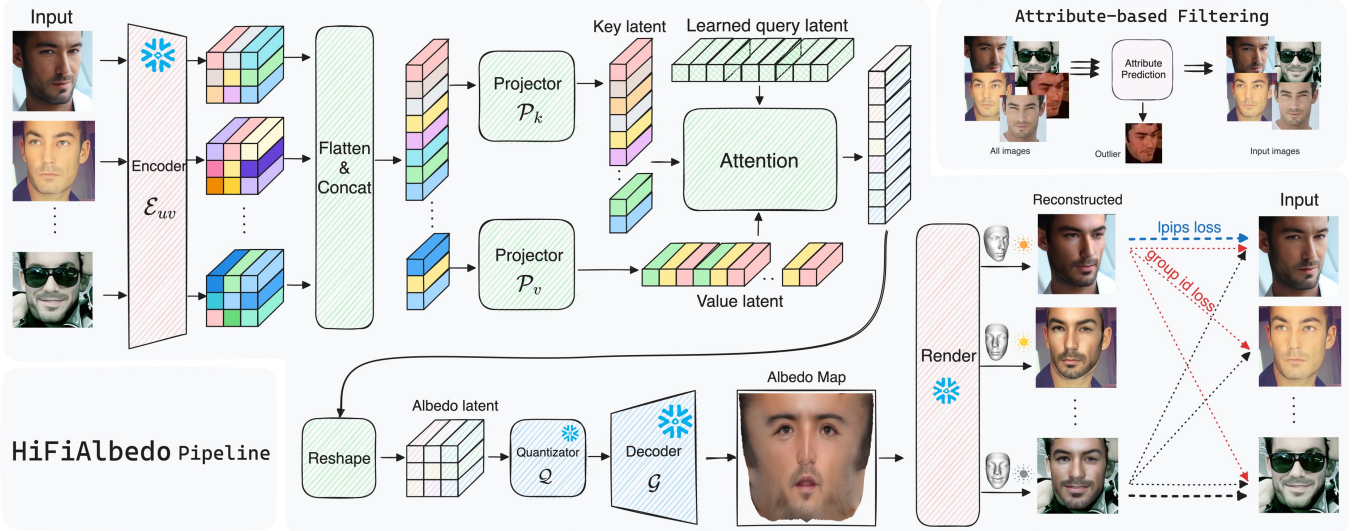 Input
Encoder
ℰuv
Flatten
&
Concat
Projector
𝒫k
Projector
𝒫v
Key latent
Learned query latent
Attention
Value latent
Attribute-based Filtering
Attribute
Prediction
All images
Outlier
Input images
HiFiAlbedo Pipeline
Reshape
Albedo latent
Quantizator
𝒬
Decoder
𝒢
Albedo Map
Render
Reconstructed
Input
lpips loss
group id loss